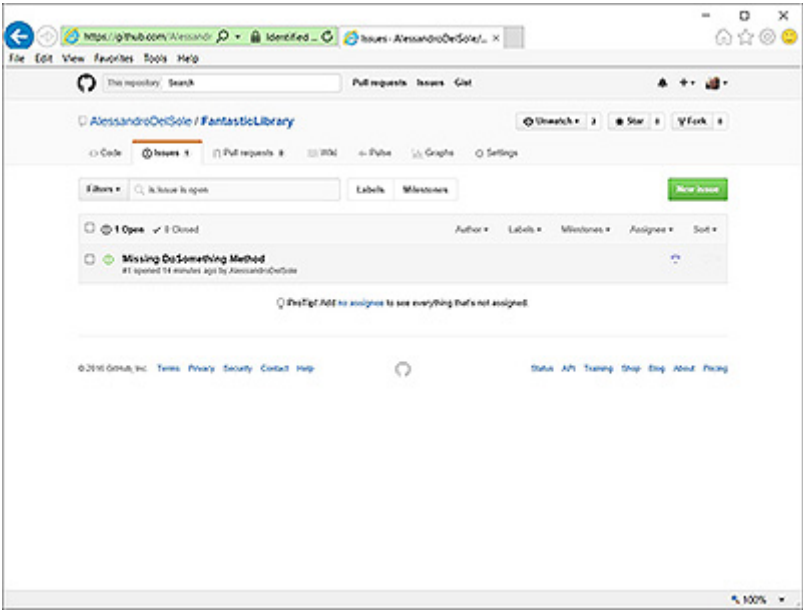 https://github.com/Alessandr
Identified ...
Issues - AlessandroDelSole/...
File Edit View Favorites Tools Help
This repository Search Pull requests Issues Gist
AlessandroDelSole / FantasticLibrary
Unwatch 2 Star 0 Fork 0
Code Issues 1 Pull requests 0 Wiki Pulse Graphs Settings
Filters is:issue is:open Labels Milestones New issue
1 Open 0 Closed Author Labels Milestones Assignee Sort
Missing DoSomething Method
#1 opened 14 minutes ago by AlessandroDelSole
ProTip! Add no assignee to see everything that's not assigned.
© 2016 GitHub, Inc. Terms Privacy Security Contact Help Status API Training Shop Blog About Pricing
100%